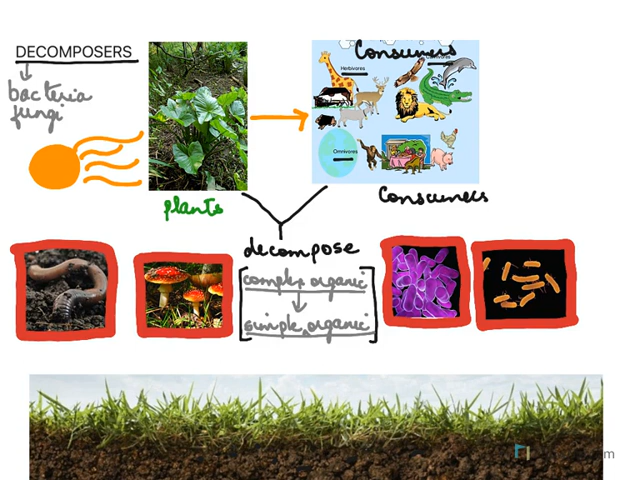 DECOMPOSERS
bacteria
fungi
Consumers
Herbivores
Omnivores
plants
Consumers
decompose
complex organic
simple organic